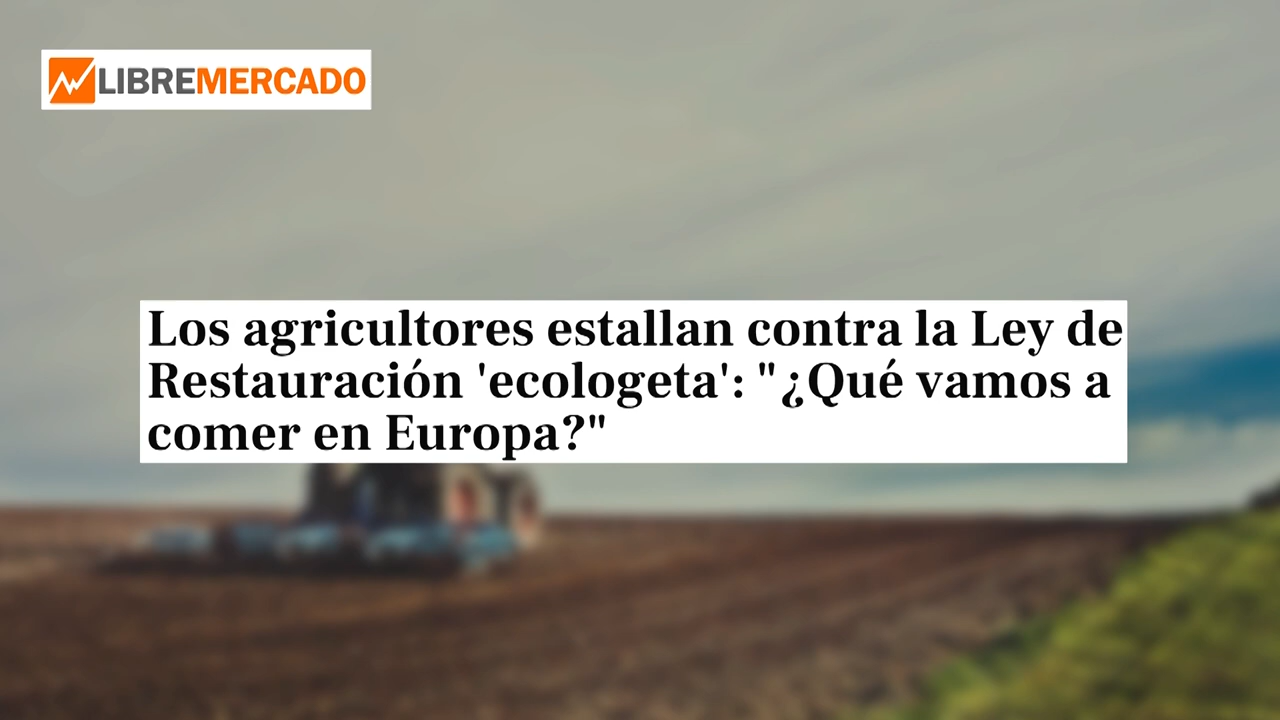 LIBREMERCADO
Los agricultores estallan contra la Ley de
Restauración 'ecologeta': "¿Qué vamos a
comer en Europa?"